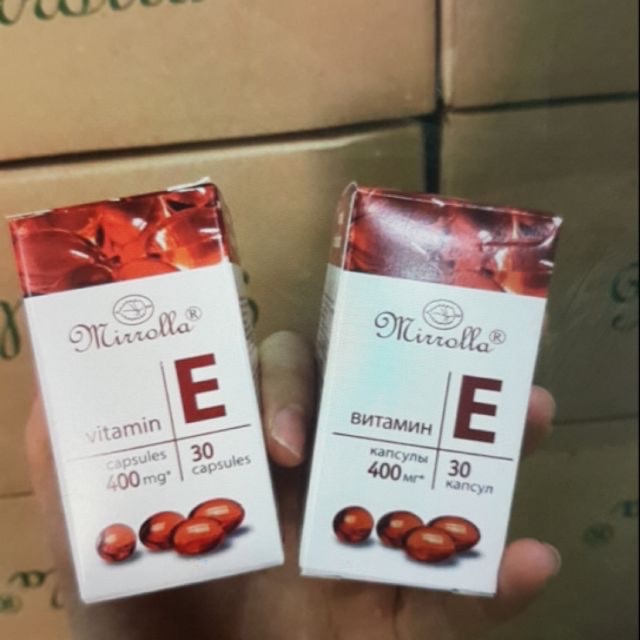 Mirrolla®
vitamin E
capsules 30
400 mg* capsules
Mirrolla®
витамин E
капсулы 30
400 мг* капсул